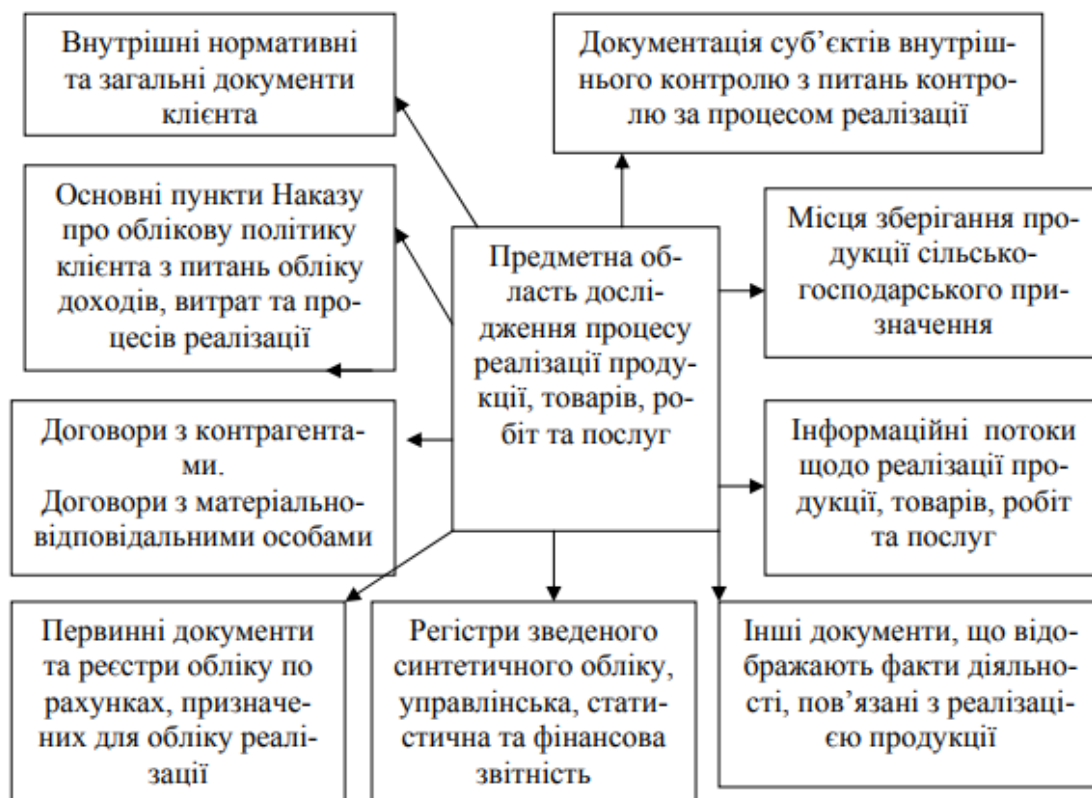 Внутрішні нормативні
та загальні документи
клієнта
Документація суб’єктів внутріш-
нього контролю з питань контро-
лю за процесом реалізації
Основні пункти Наказу
про облікову політику
клієнта з питань обліку
доходів, витрат та про-
цесів реалізації
Предметна об-
ласть дослі-
дження процесу
реалізації проду-
кції, товарів, ро-
біт та послуг
Місця зберігання про-
дукції сільсько-
господарського при-
значення
Договори з контрагента-
ми.
Договори з матеріально-
відповідальними особами
Інформаційні потоки
щодо реалізації про-
дукції, товарів, робіт
та послуг
Первинні документи
та реєстри обліку по
рахунках, призначе-
них для обліку реалі-
зації
Регістри зведеного
синтетичного обліку,
управлінська, стати-
стична та фінансова
звітність
Інші документи, що відо-
бражають факти діяльно-
сті, пов’язані з реалізаці-
єю продукції